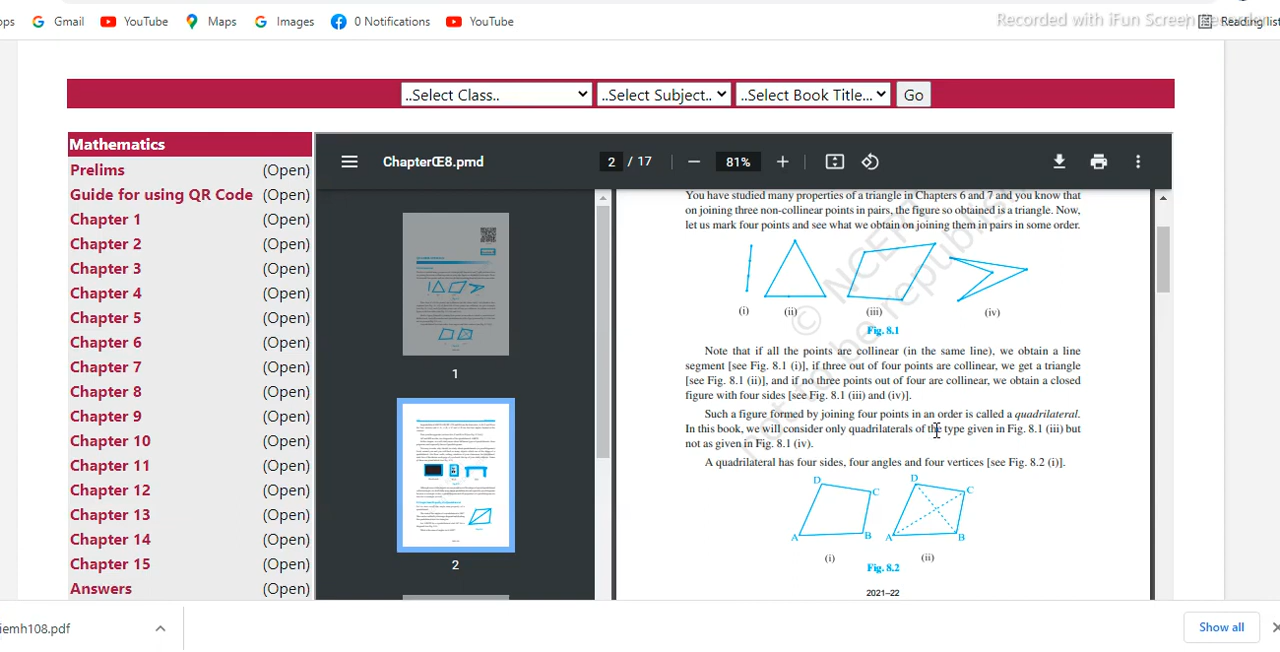 ops Gmail YouTube Maps Images 0 Notifications YouTube
Recorded with iFun Screen
Reading list
..Select Class.. ..Select Subject.. ..Select Book Title... Go
Mathematics
Prelims (Open)
Guide for using QR Code (Open)
Chapter 1 (Open)
Chapter 2 (Open)
Chapter 3 (Open)
Chapter 4 (Open)
Chapter 5 (Open)
Chapter 6 (Open)
Chapter 7 (Open)
Chapter 8 (Open)
Chapter 9 (Open)
Chapter 10 (Open)
Chapter 11 (Open)
Chapter 12 (Open)
Chapter 13 (Open)
Chapter 14 (Open)
Chapter 15 (Open)
Answers (Open)
ChapterŒ8.pmd 2 / 17 81%
1
2
You have studied many properties of a triangle in Chapters 6 and 7 and you know that
on joining three non-collinear points in pairs, the figure so obtained is a triangle. Now,
let us mark four points and see what we obtain on joining them in pairs in some order.
(i) (ii) (iii) (iv)
Fig. 8.1
Note that if all the points are collinear (in the same line), we obtain a line
segment [see Fig. 8.1 (i)], if three out of four points are collinear, we get a triangle
[see Fig. 8.1 (ii)], and if no three points out of four are collinear, we obtain a closed
figure with four sides [see Fig. 8.1 (iii) and (iv)].
Such a figure formed by joining four points in an order is called a quadrilateral.
In this book, we will consider only quadrilaterals of the type given in Fig. 8.1 (iii) but
not as given in Fig. 8.1 (iv).
A quadrilateral has four sides, four angles and four vertices [see Fig. 8.2 (i)].
D C D C
A B A B
(i) (ii)
Fig. 8.2
2021–22
© NCERT
not to be republished
iemh108.pdf
Show all